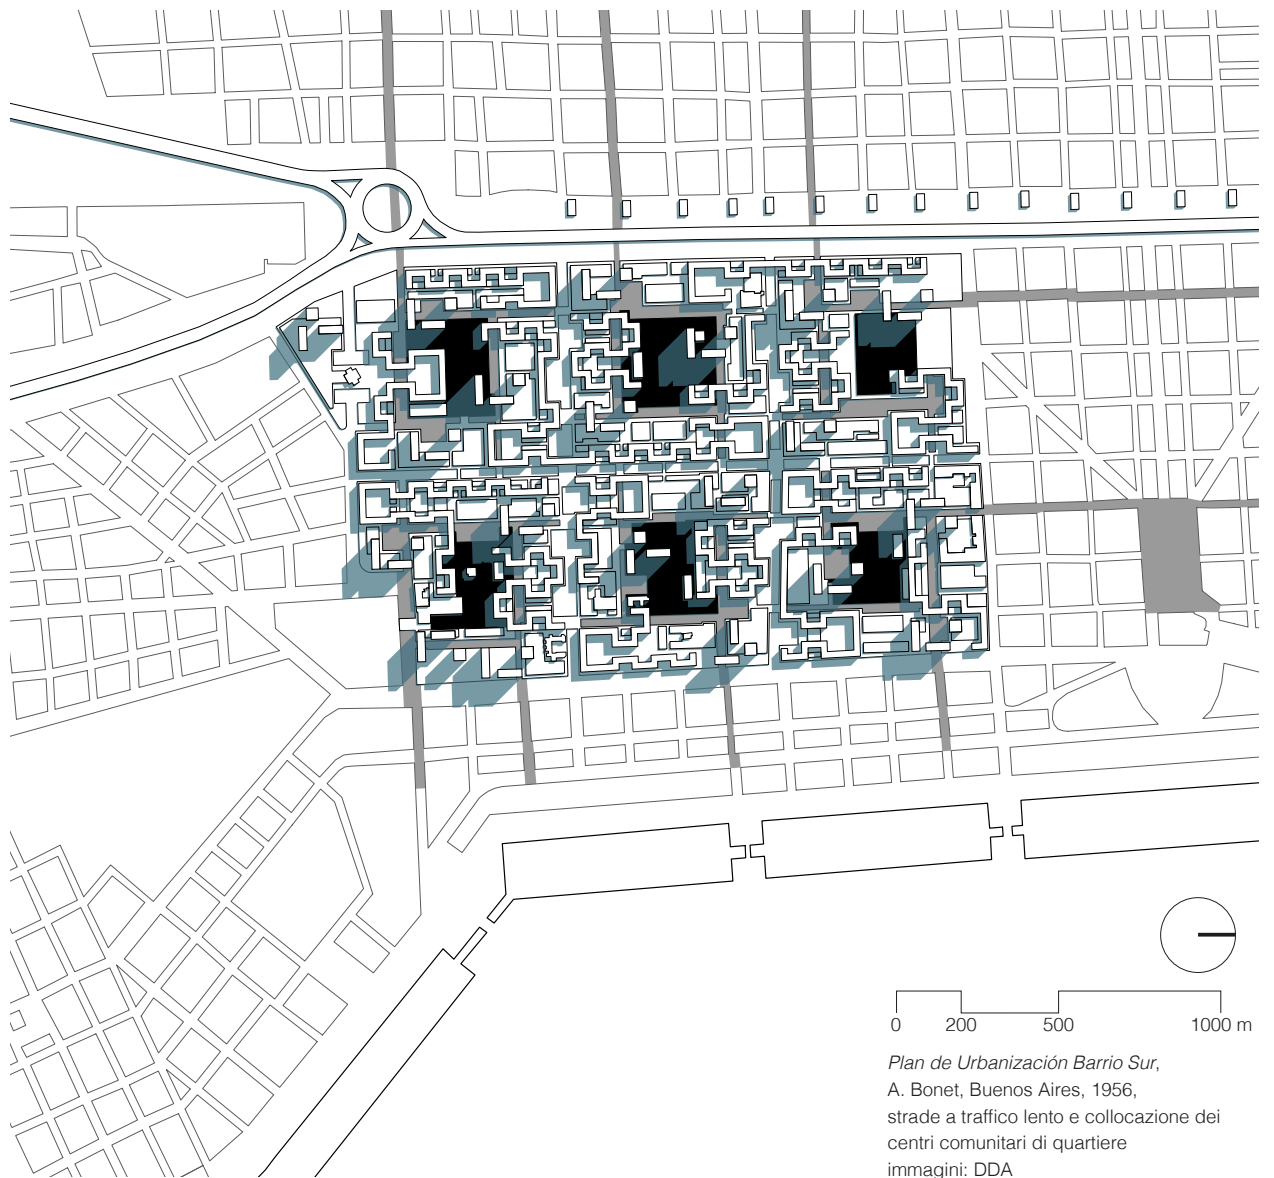 0 200 500 1000 m
Plan de Urbanización Barrio Sur,
A. Bonet, Buenos Aires, 1956,
strade a traffico lento e collocazione dei
centri comunitari di quartiere
immagini: DDA